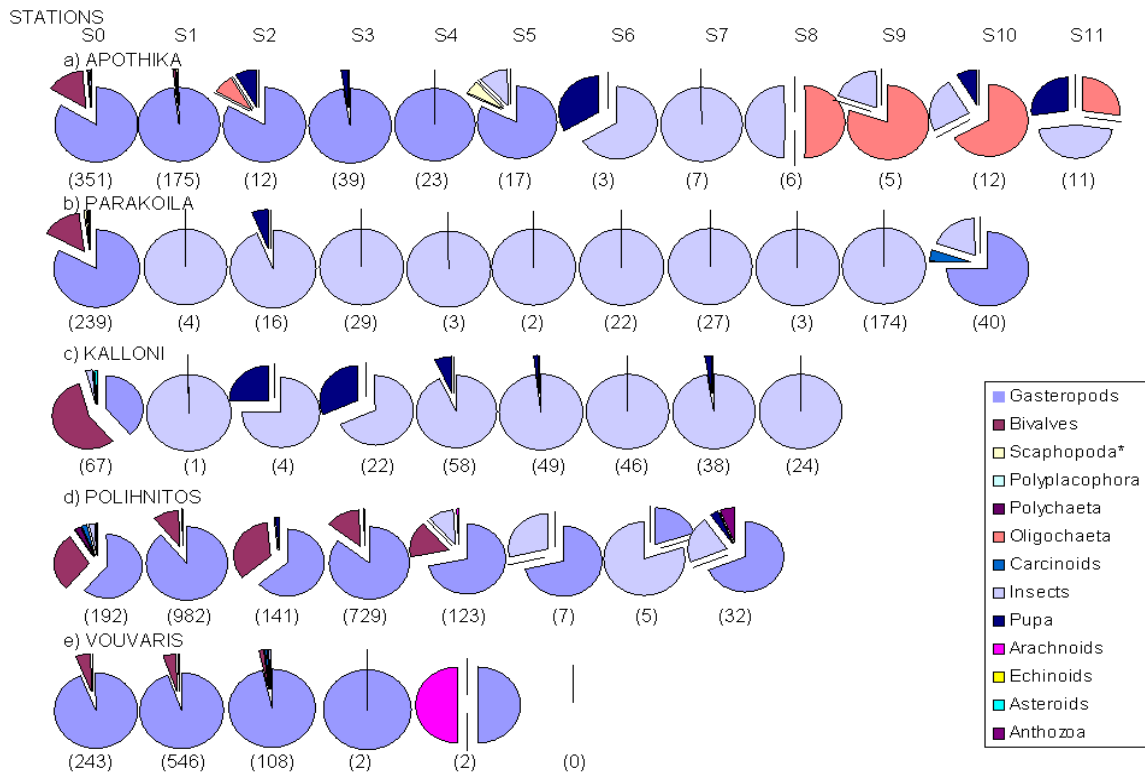 STATIONS
S0 S1 S2 S3 S4 S5 S6 S7 S8 S9 S10 S11
a) APOTHIKA
(351) (175) (12) (39) (23) (17) (3) (7) (6) (5) (12) (11)
b) PARAKOILA
(239) (4) (16) (29) (3) (2) (22) (27) (3) (174) (40)
c) KALLONI
(67) (1) (4) (22) (58) (49) (46) (38) (24)
d) POLIHNITOS
(192) (982) (141) (729) (123) (7) (5) (32)
e) VOUVARIS
(243) (546) (108) (2) (2) (0)
Gasteropods
Bivalves
Scaphopoda*
Polyplacophora
Polychaeta
Oligochaeta
Carcinoids
Insects
Pupa
Arachnoids
Echinoids
Asteroids
Anthozoa